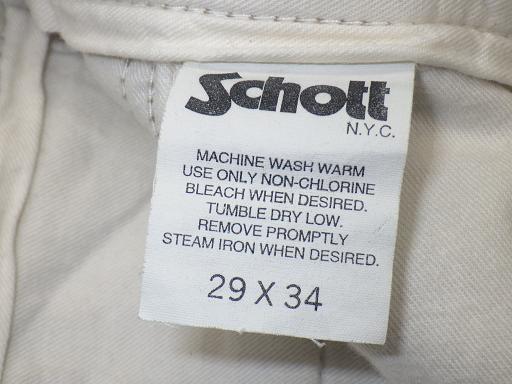 Schott
N.Y.C.
MACHINE WASH WARM
USE ONLY NON-CHLORINE
BLEACH WHEN DESIRED.
TUMBLE DRY LOW.
REMOVE PROMPTLY
STEAM IRON WHEN DESIRED.
29 X 34